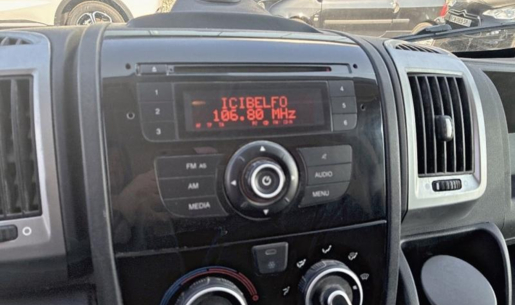 ICIBELFO
106.80 MHz
1
2
3
4
5
6
FM AS
AM
MEDIA
AUDIO
MENU